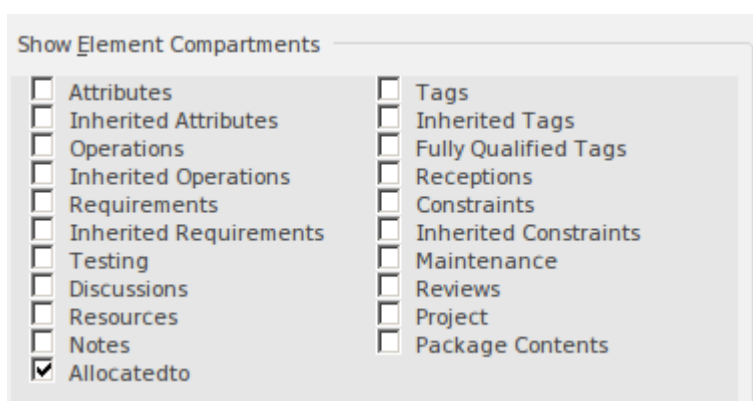 Show Element Compartments
Attributes
Inherited Attributes
Operations
Inherited Operations
Requirements
Inherited Requirements
Testing
Discussions
Resources
Notes
Allocatedto
Tags
Inherited Tags
Fully Qualified Tags
Receptions
Constraints
Inherited Constraints
Maintenance
Reviews
Project
Package Contents